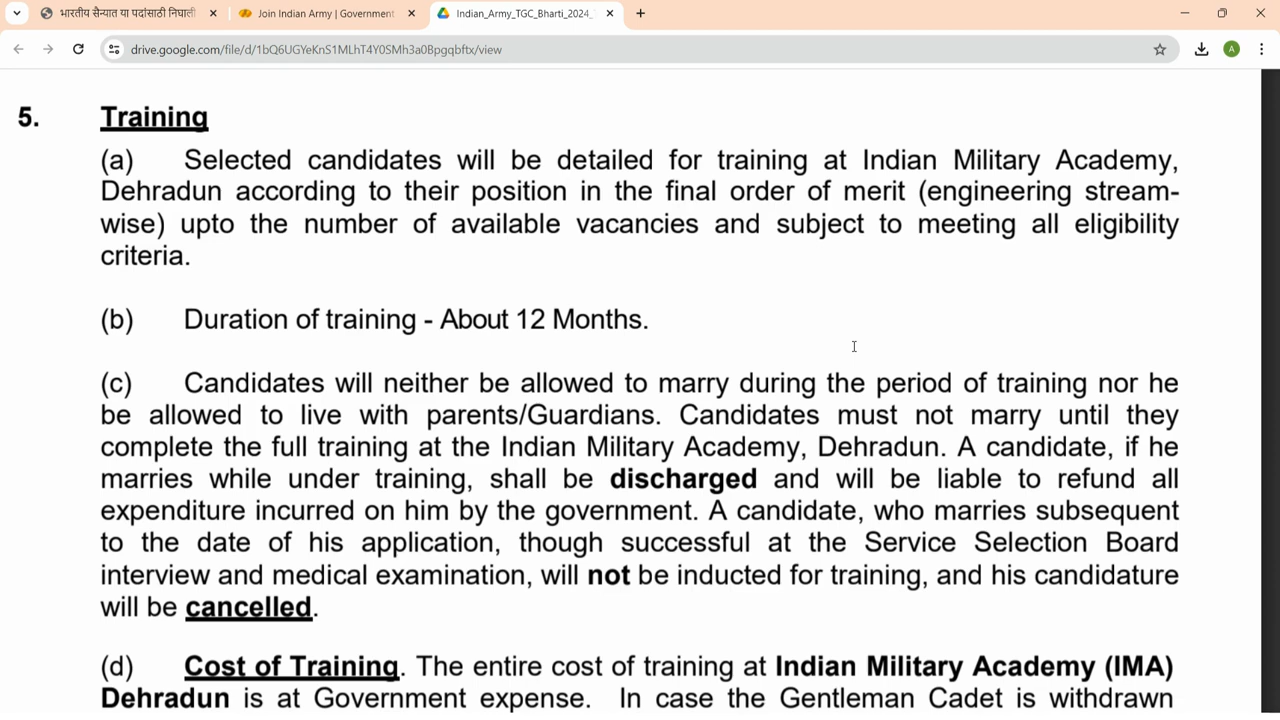 भारतीय सैन्यात या पदांसाठी निघाली
Join Indian Army | Government
Indian_Army_TGC_Bharti_2024_
drive.google.com/file/d/1bQ6UGYeKnS1MLhT4Y0SMh3a0Bpgqbftx/view
A
5. Training
(a) Selected candidates will be detailed for training at Indian Military Academy,
Dehradun according to their position in the final order of merit (engineering stream-
wise) upto the number of available vacancies and subject to meeting all eligibility
criteria.
(b) Duration of training - About 12 Months.
(c) Candidates will neither be allowed to marry during the period of training nor he
be allowed to live with parents/Guardians. Candidates must not marry until they
complete the full training at the Indian Military Academy, Dehradun. A candidate, if he
marries while under training, shall be discharged and will be liable to refund all
expenditure incurred on him by the government. A candidate, who marries subsequent
to the date of his application, though successful at the Service Selection Board
interview and medical examination, will not be inducted for training, and his candidature
will be cancelled.
(d) Cost of Training. The entire cost of training at Indian Military Academy (IMA)
Dehradun is at Government expense. In case the Gentleman Cadet is withdrawn